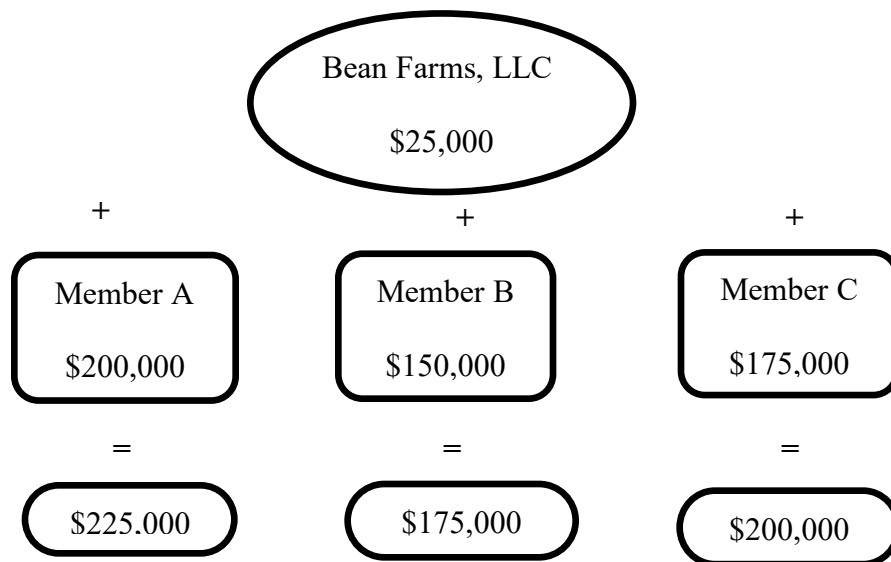 Bean Farms, LLC
$25,000
+ + +
Member A Member B Member C
$200,000 $150,000 $175,000
= = =
$225,000 $175,000 $200,000